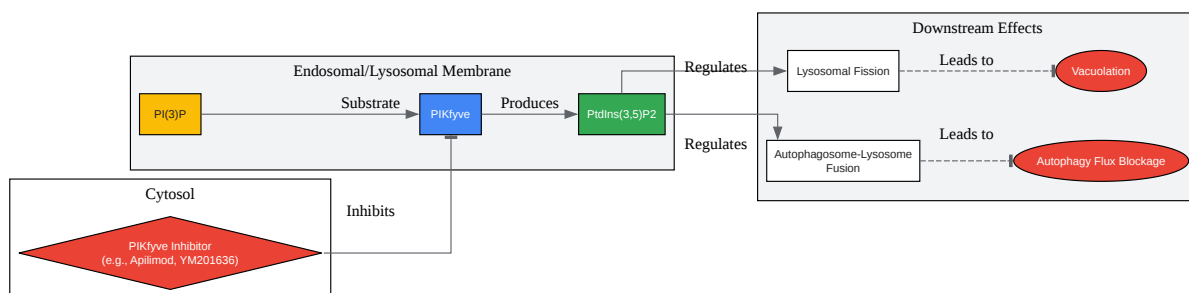 Downstream Effects
Endosomal/Lysosomal Membrane
Regulates
Lysosomal Fission
Leads to
Vacuolation
PI(3)P
Substrate
PIKfyve
Produces
PtdIns(3,5)P2
Regulates
Autophagosome-Lysosome
Fusion
Leads to
Autophagy Flux Blockage
Cytosol
Inhibits
PIKfyve Inhibitor
(e.g., Apilimod, YM201636)